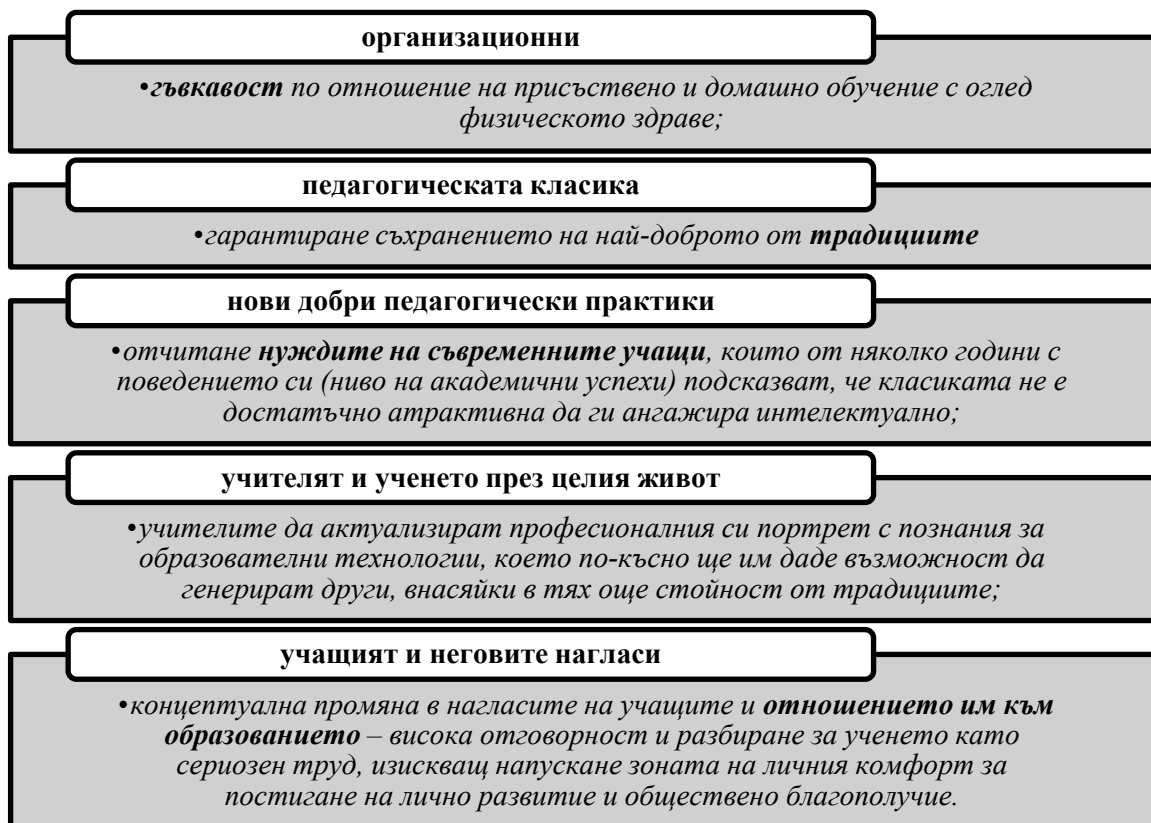 организационни
•гъвкавост по отношение на присъствено и домашно обучение с оглед
физическото здраве;
педагогическата класика
•гарантиране съхранението на най-доброто от традициите
нови добри педагогически практики
•отчитане нуждите на съвременните учащи, които от няколко години с
поведението си (ниво на академични успехи) подсказват, че класиката не е
достатъчно атрактивна да ги ангажира интелектуално;
учителят и ученето през целия живот
•учителите да актуализират професионалния си портрет с познания за
образователни технологии, което по-късно ще им даде възможност да
генерират други, внасяйки в тях още стойност от традициите;
учащият и неговите нагласи
•концептуална промяна в нагласите на учащите и отношението им към
образованието – висока отговорност и разбиране за ученето като
сериозен труд, изискващ напускане зоната на личния комфорт за
постигане на лично развитие и обществено благополучие.